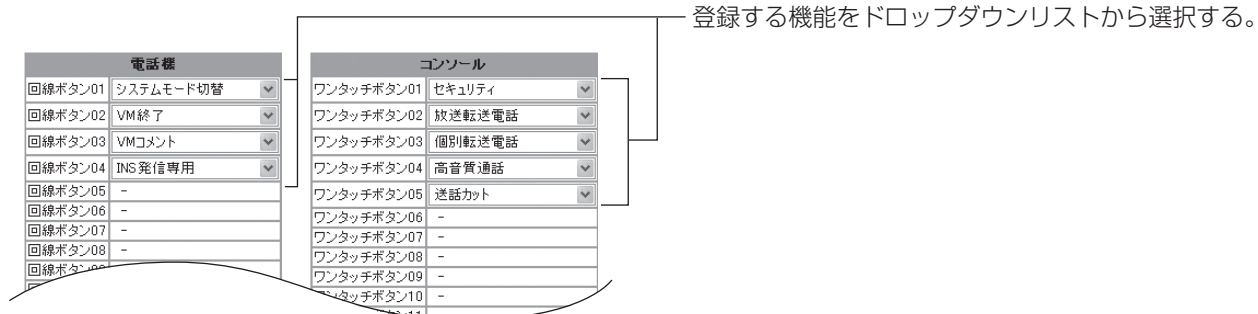 登録する機能をドロップダウンリストから選択する。
電話機
回線ボタン01 システムモード切替
回線ボタン02 VM終了
回線ボタン03 VMコメント
回線ボタン04 INS発信専用
回線ボタン05 -
回線ボタン06 -
回線ボタン07 -
回線ボタン08 -
コンソール
ワンタッチボタン01 セキュリティ
ワンタッチボタン02 放送転送電話
ワンタッチボタン03 個別転送電話
ワンタッチボタン04 高音質通話
ワンタッチボタン05 送話カット
ワンタッチボタン06 -
ワンタッチボタン07 -
ワンタッチボタン08 -
ワンタッチボタン09 -
ワンタッチボタン10 -